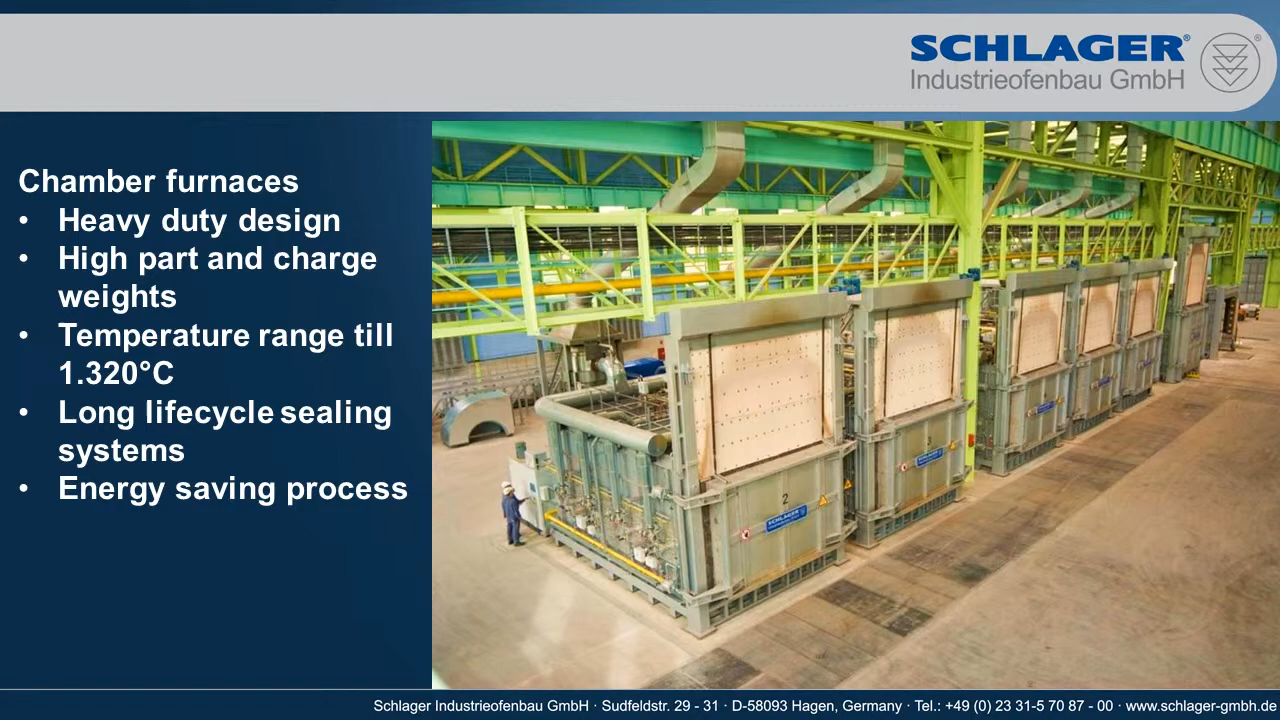 SCHLAGER®
Industrieofenbau GmbH
®
Chamber furnaces
• Heavy duty design
• High part and charge
weights
• Temperature range till
1.320°C
• Long lifecycle sealing
systems
• Energy saving process
2
SCHLAGER
3
SCHLAGER
Schlager Industrieofenbau GmbH · Sudfeldstr. 29 - 31 · D-58093 Hagen, Germany · Tel.: +49 (0) 23 31-5 70 87 - 00 · www.schlager-gmbh.de